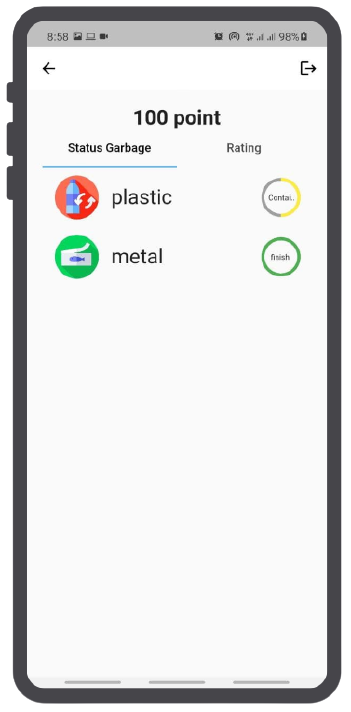 8:58 98%
100 point
Status Garbage Rating
plastic Contai..
metal finish